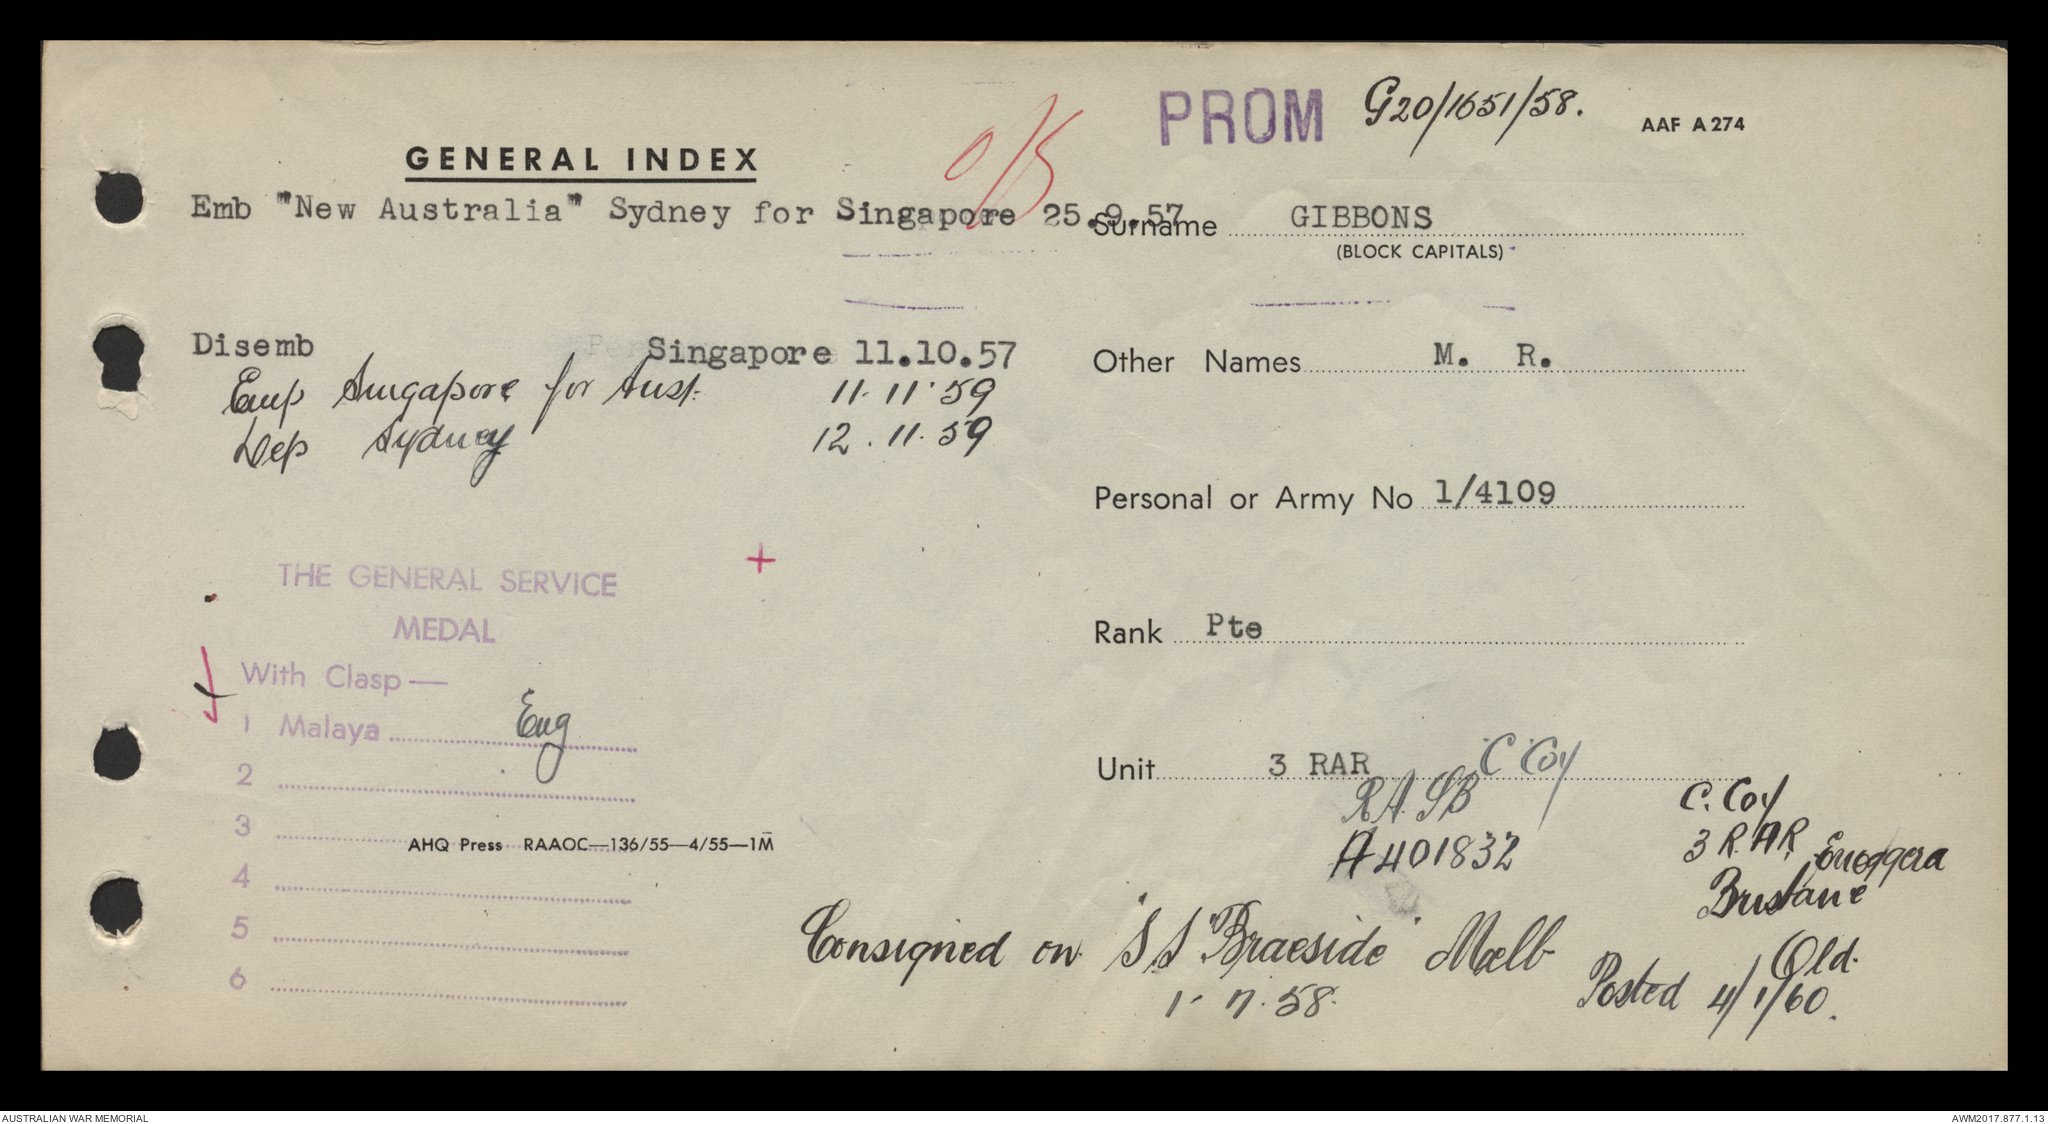 PROM G20/1651/58. AAF A274
GENERAL INDEX
O/S
Emb "New Australia" Sydney for Singapore 25.9.57
Surname GIBBONS
(BLOCK CAPITALS)
Disemb Singapore 11.10.57
Other Names M. R.
Emp Singapore for Aust. 11.11.59
Dep Sydney 12.11.59
Personal or Army No 1/4109
+
THE GENERAL SERVICE
MEDAL
Rank Pte
With Clasp—
1 Malaya Eng
Unit 3 RAR C Coy
2
3
AHQ Press RAAOC—136/55—4/55—1M
4
5
6
A401832
C. Coy
3 RAR Enoggera
Brisbane
Qld.
Consigned on "SS "Braeside" Melb
1-7.58.
Posted 4/1/60.
AUSTRALIAN WAR MEMORIAL
AWM2017.877.1.13